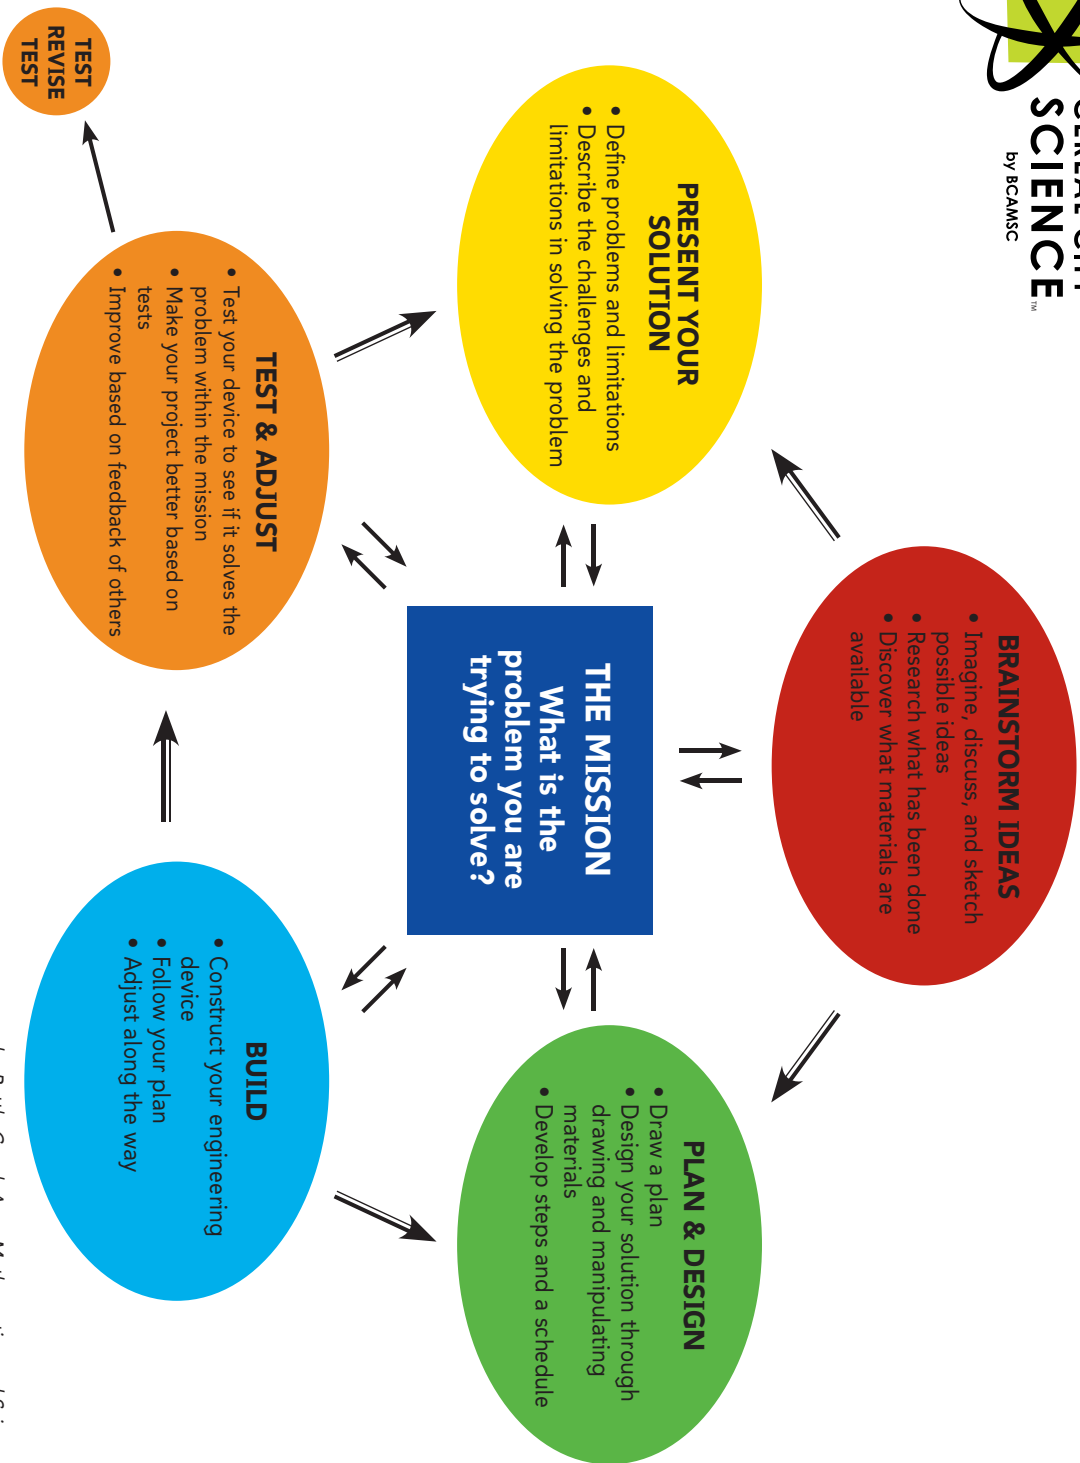 SCIENCE™
by BCAMSC
BRAINSTORM IDEAS
• Imagine, discuss, and sketch
possible ideas
• Research what has been done
• Discover what materials are
available
PRESENT YOUR
SOLUTION
• Define problems and limitations
• Describe the challenges and
limitations in solving the problem
THE MISSION
What is the
problem you are
trying to solve?
PLAN & DESIGN
• Draw a plan
• Design your solution through
drawing and manipulating
materials
• Develop steps and a schedule
TEST & ADJUST
• Test your device to see if it solves the
problem within the mission
• Make your project better based on
tests
• Improve based on feedback of others
BUILD
• Construct your engineering
device
• Follow your plan
• Adjust along the way
TEST
REVISE
TEST